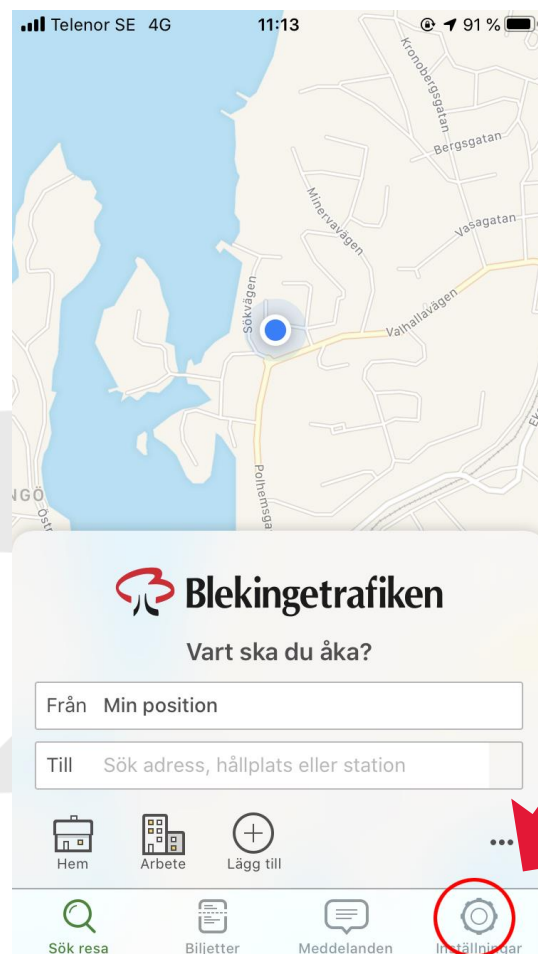 Telenor SE 4G 11:13 91 %
Kronobergsgatan
Bergsgatan
Minervavägen
Vasagatan
Sökvägen
Valhallavägen
Polhemsga
Blekingetrafiken
Vart ska du åka?
Från Min position
Till Sök adress, hållplats eller station
Hem Arbete Lägg till
Sök resa Biljetter Meddelanden Inställningar